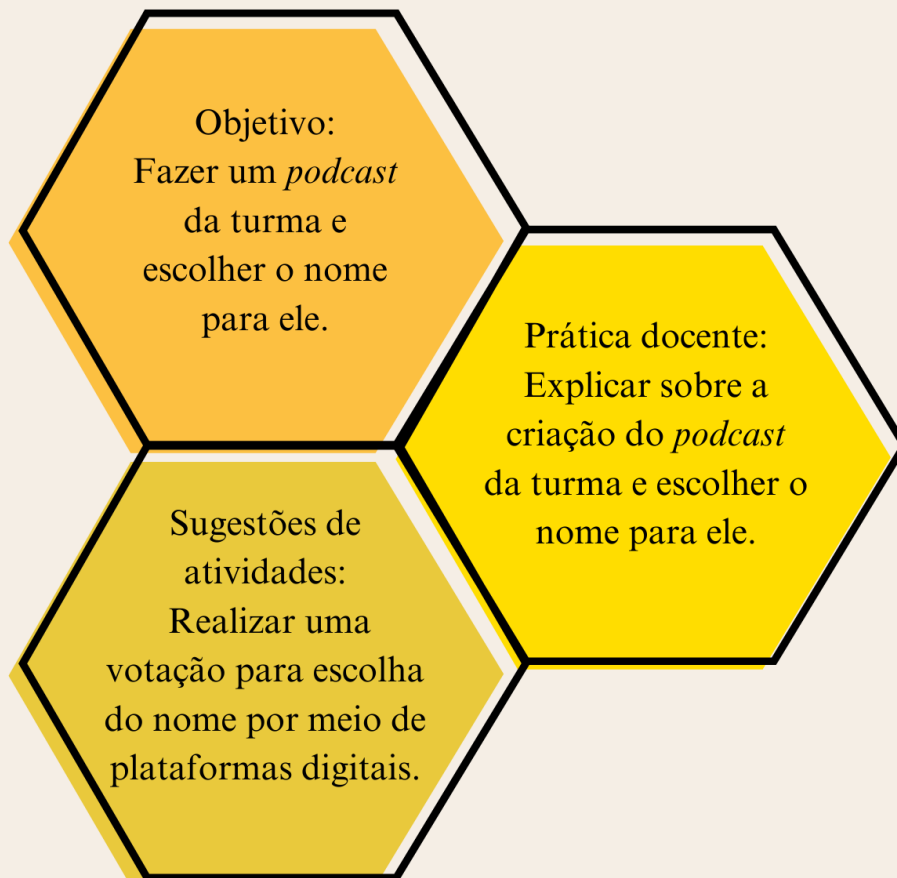 Objetivo:
Fazer um podcast
da turma e
escolher o nome
para ele.
Prática docente:
Explicar sobre a
criação do podcast
da turma e escolher o
nome para ele.
Sugestões de
atividades:
Realizar uma
votação para escolha
do nome por meio de
plataformas digitais.